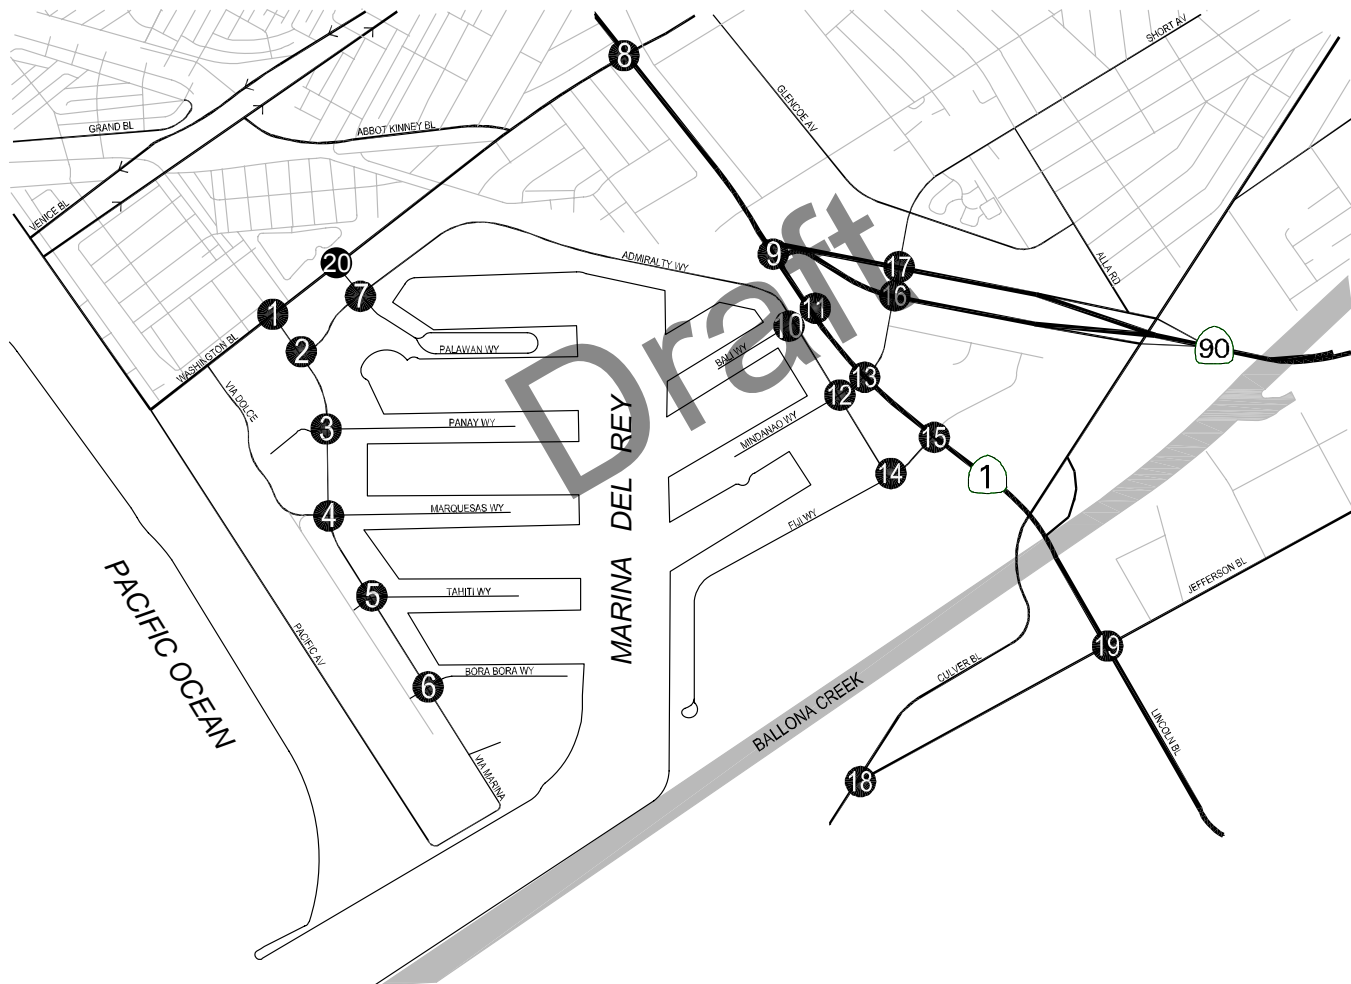 SHORT AV
8
GLENCOE AV
GRAND BL
ABBOT KINNEY BL
VENICE BL
20
7
ADMIRALTY WY
9
17
ALLA RD
16
1
11
10
2
WASHINGTON BL
PALAWAN WY
BALI WY
90
Draft
VIA DOLCE
13
12
3
PANAY WY
MINDANAO WY
15
14
1
4
MARQUESAS WY
FIJI WY
MARINA DEL REY
5
TAHITI WY
JEFFERSON BL
PACIFIC OCEAN
PACIFIC AV
19
6
BORA BORA WY
CULVER BL
BALLONA CREEK
LINCOLN BL
VIA MARINA
18